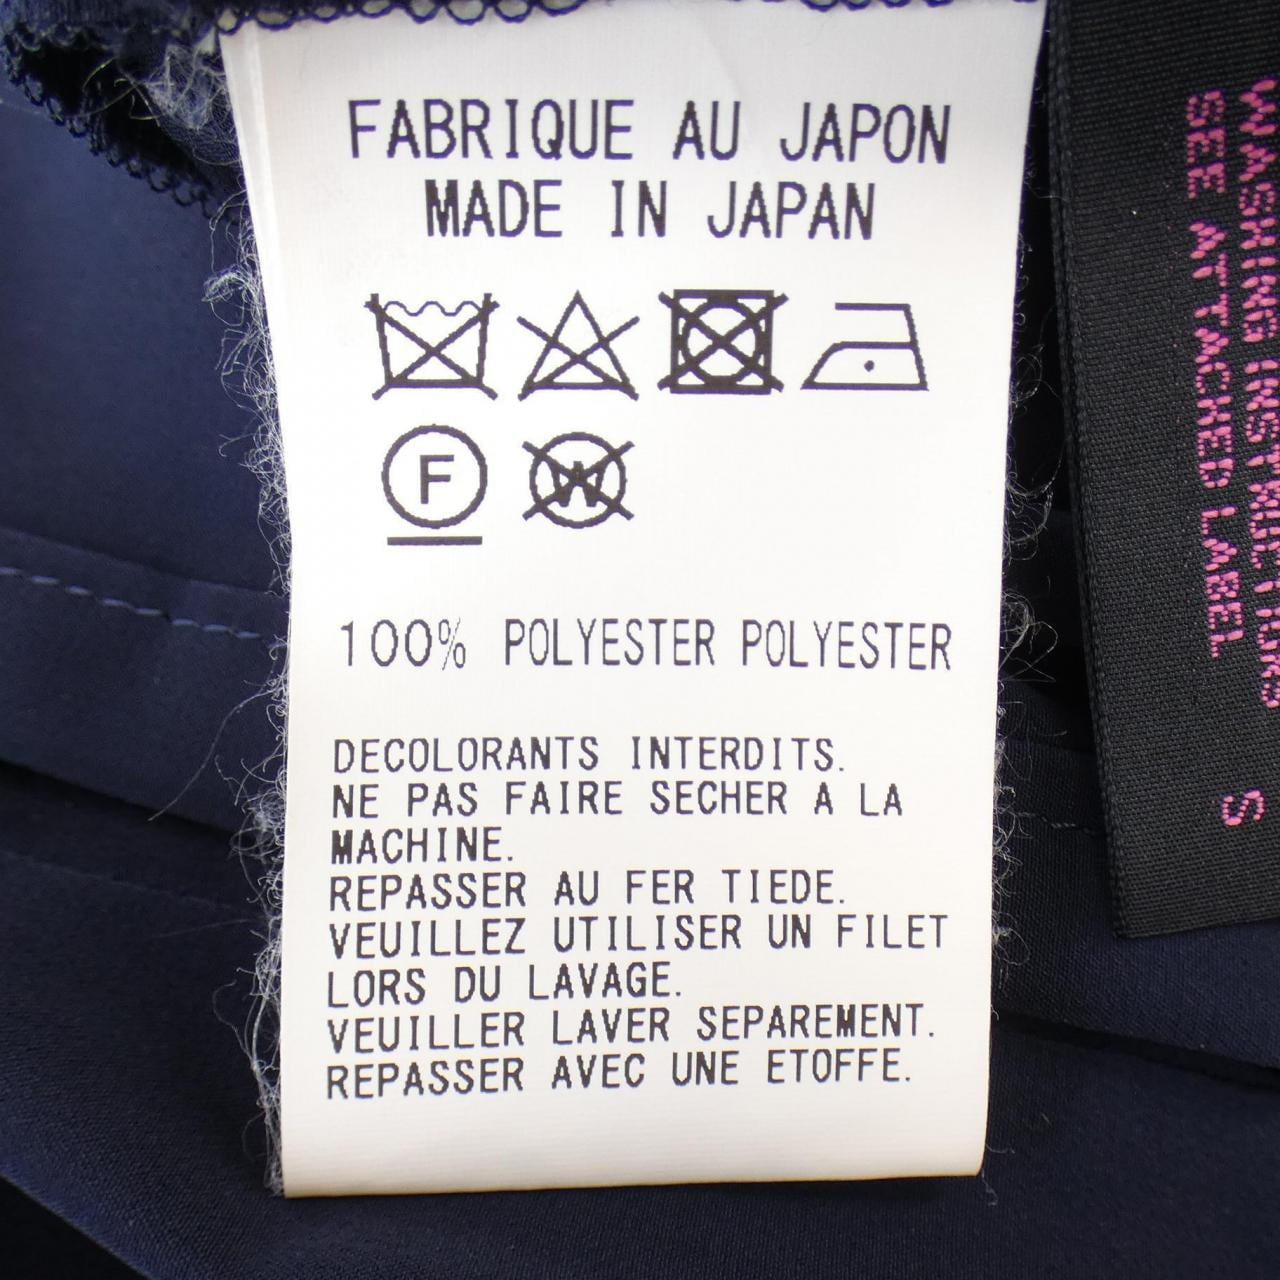 FABRIQUE AU JAPON
MADE IN JAPAN
F
W
100% POLYESTER POLYESTER
DECOLORANTS INTERDITS.
NE PAS FAIRE SECHER A LA
MACHINE.
REPASSER AU FER TIEDE.
VEUILLEZ UTILISER UN FILET
LORS DU LAVAGE.
VEUILLER LAVER SEPAREMENT.
REPASSER AVEC UNE ETOFFE.
WASHING INSTRUCTIONS
SEE ATTACHED LABEL
S